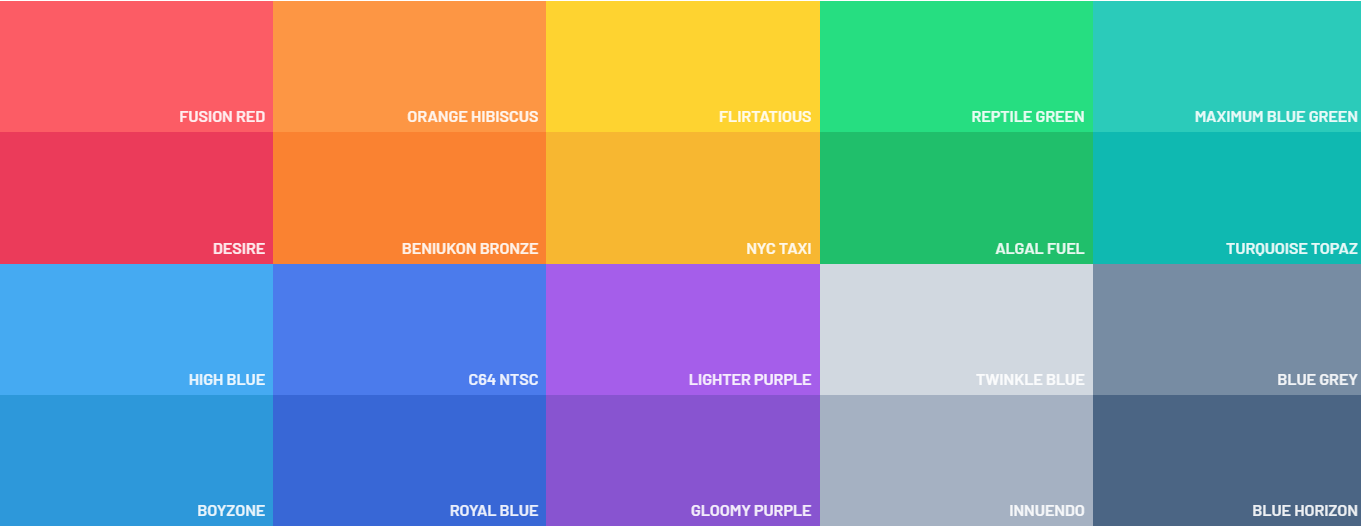 FUSION RED
ORANGE HIBISCUS
FLIRTATIOUS
REPTILE GREEN
MAXIMUM BLUE GREEN
DESIRE
BENIUKON BRONZE
NYC TAXI
ALGAL FUEL
TURQUOISE TOPAZ
HIGH BLUE
C64 NTSC
LIGHTER PURPLE
TWINKLE BLUE
BLUE GREY
BOYZONE
ROYAL BLUE
GLOOMY PURPLE
INNUENDO
BLUE HORIZON